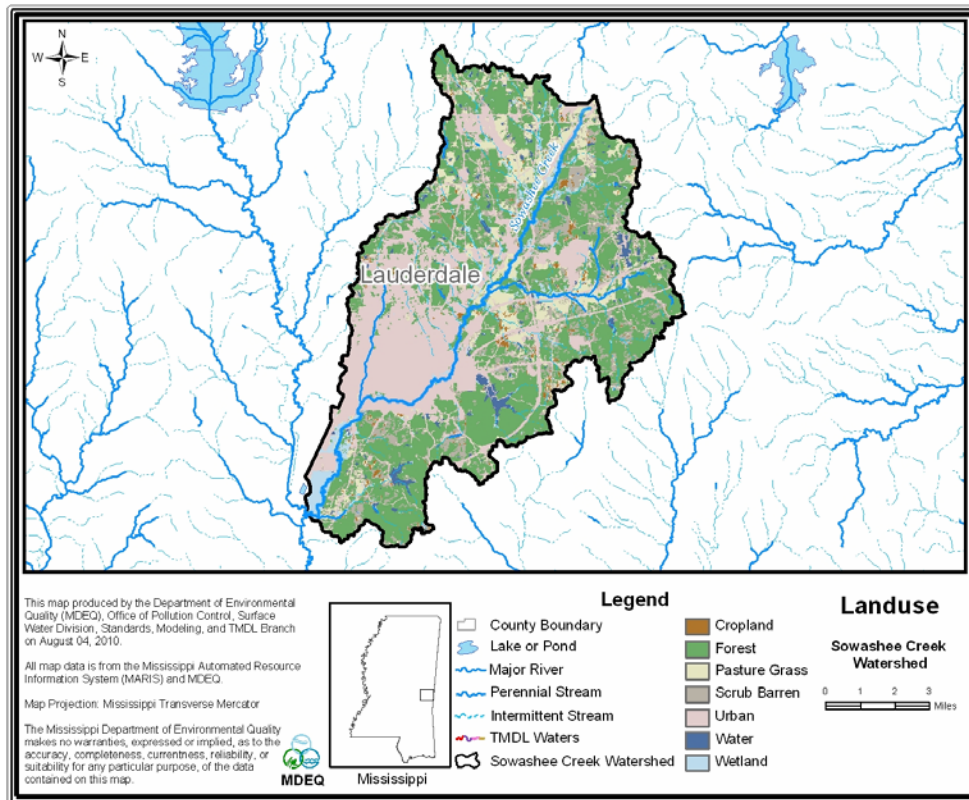 N
W E
S
Sowashee Creek
Lauderdale
This map produced by the Department of Environmental
Quality (MDEQ), Office of Pollution Control, Surface
Water Division, Standards, Modeling, and TMDL Branch
on August 04, 2010.
All map data is from the Mississippi Automated Resource
Information System (MARIS) and MDEQ.
Map Projection: Mississippi Transverse Mercator
The Mississippi Department of Environmental Quality
makes no warranties, expressed or implied, as to the
accuracy, completeness, currentness, reliability, or
suitability for any particular purpose, of the data
contained on this map.
MDEQ
Mississippi
Legend
County Boundary
Lake or Pond
Major River
Perennial Stream
Intermittent Stream
TMDL Waters
Sowashee Creek Watershed
Cropland
Forest
Pasture Grass
Scrub Barren
Urban
Water
Wetland
Landuse
Sowashee Creek
Watershed
0 1 2 3
Miles